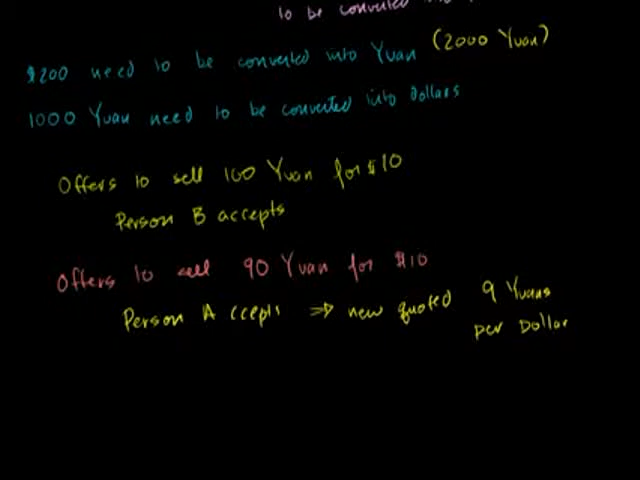 to be converted
$200 need to be converted into Yuan (2000 Yuan)
1000 Yuan need to be converted into dollars
Offers to sell 100 Yuan for $10
Person B accepts
Offers to sell 90 Yuan for $10
Person A ccepts ⇒ new quoted 9 Yuans
per Dollar